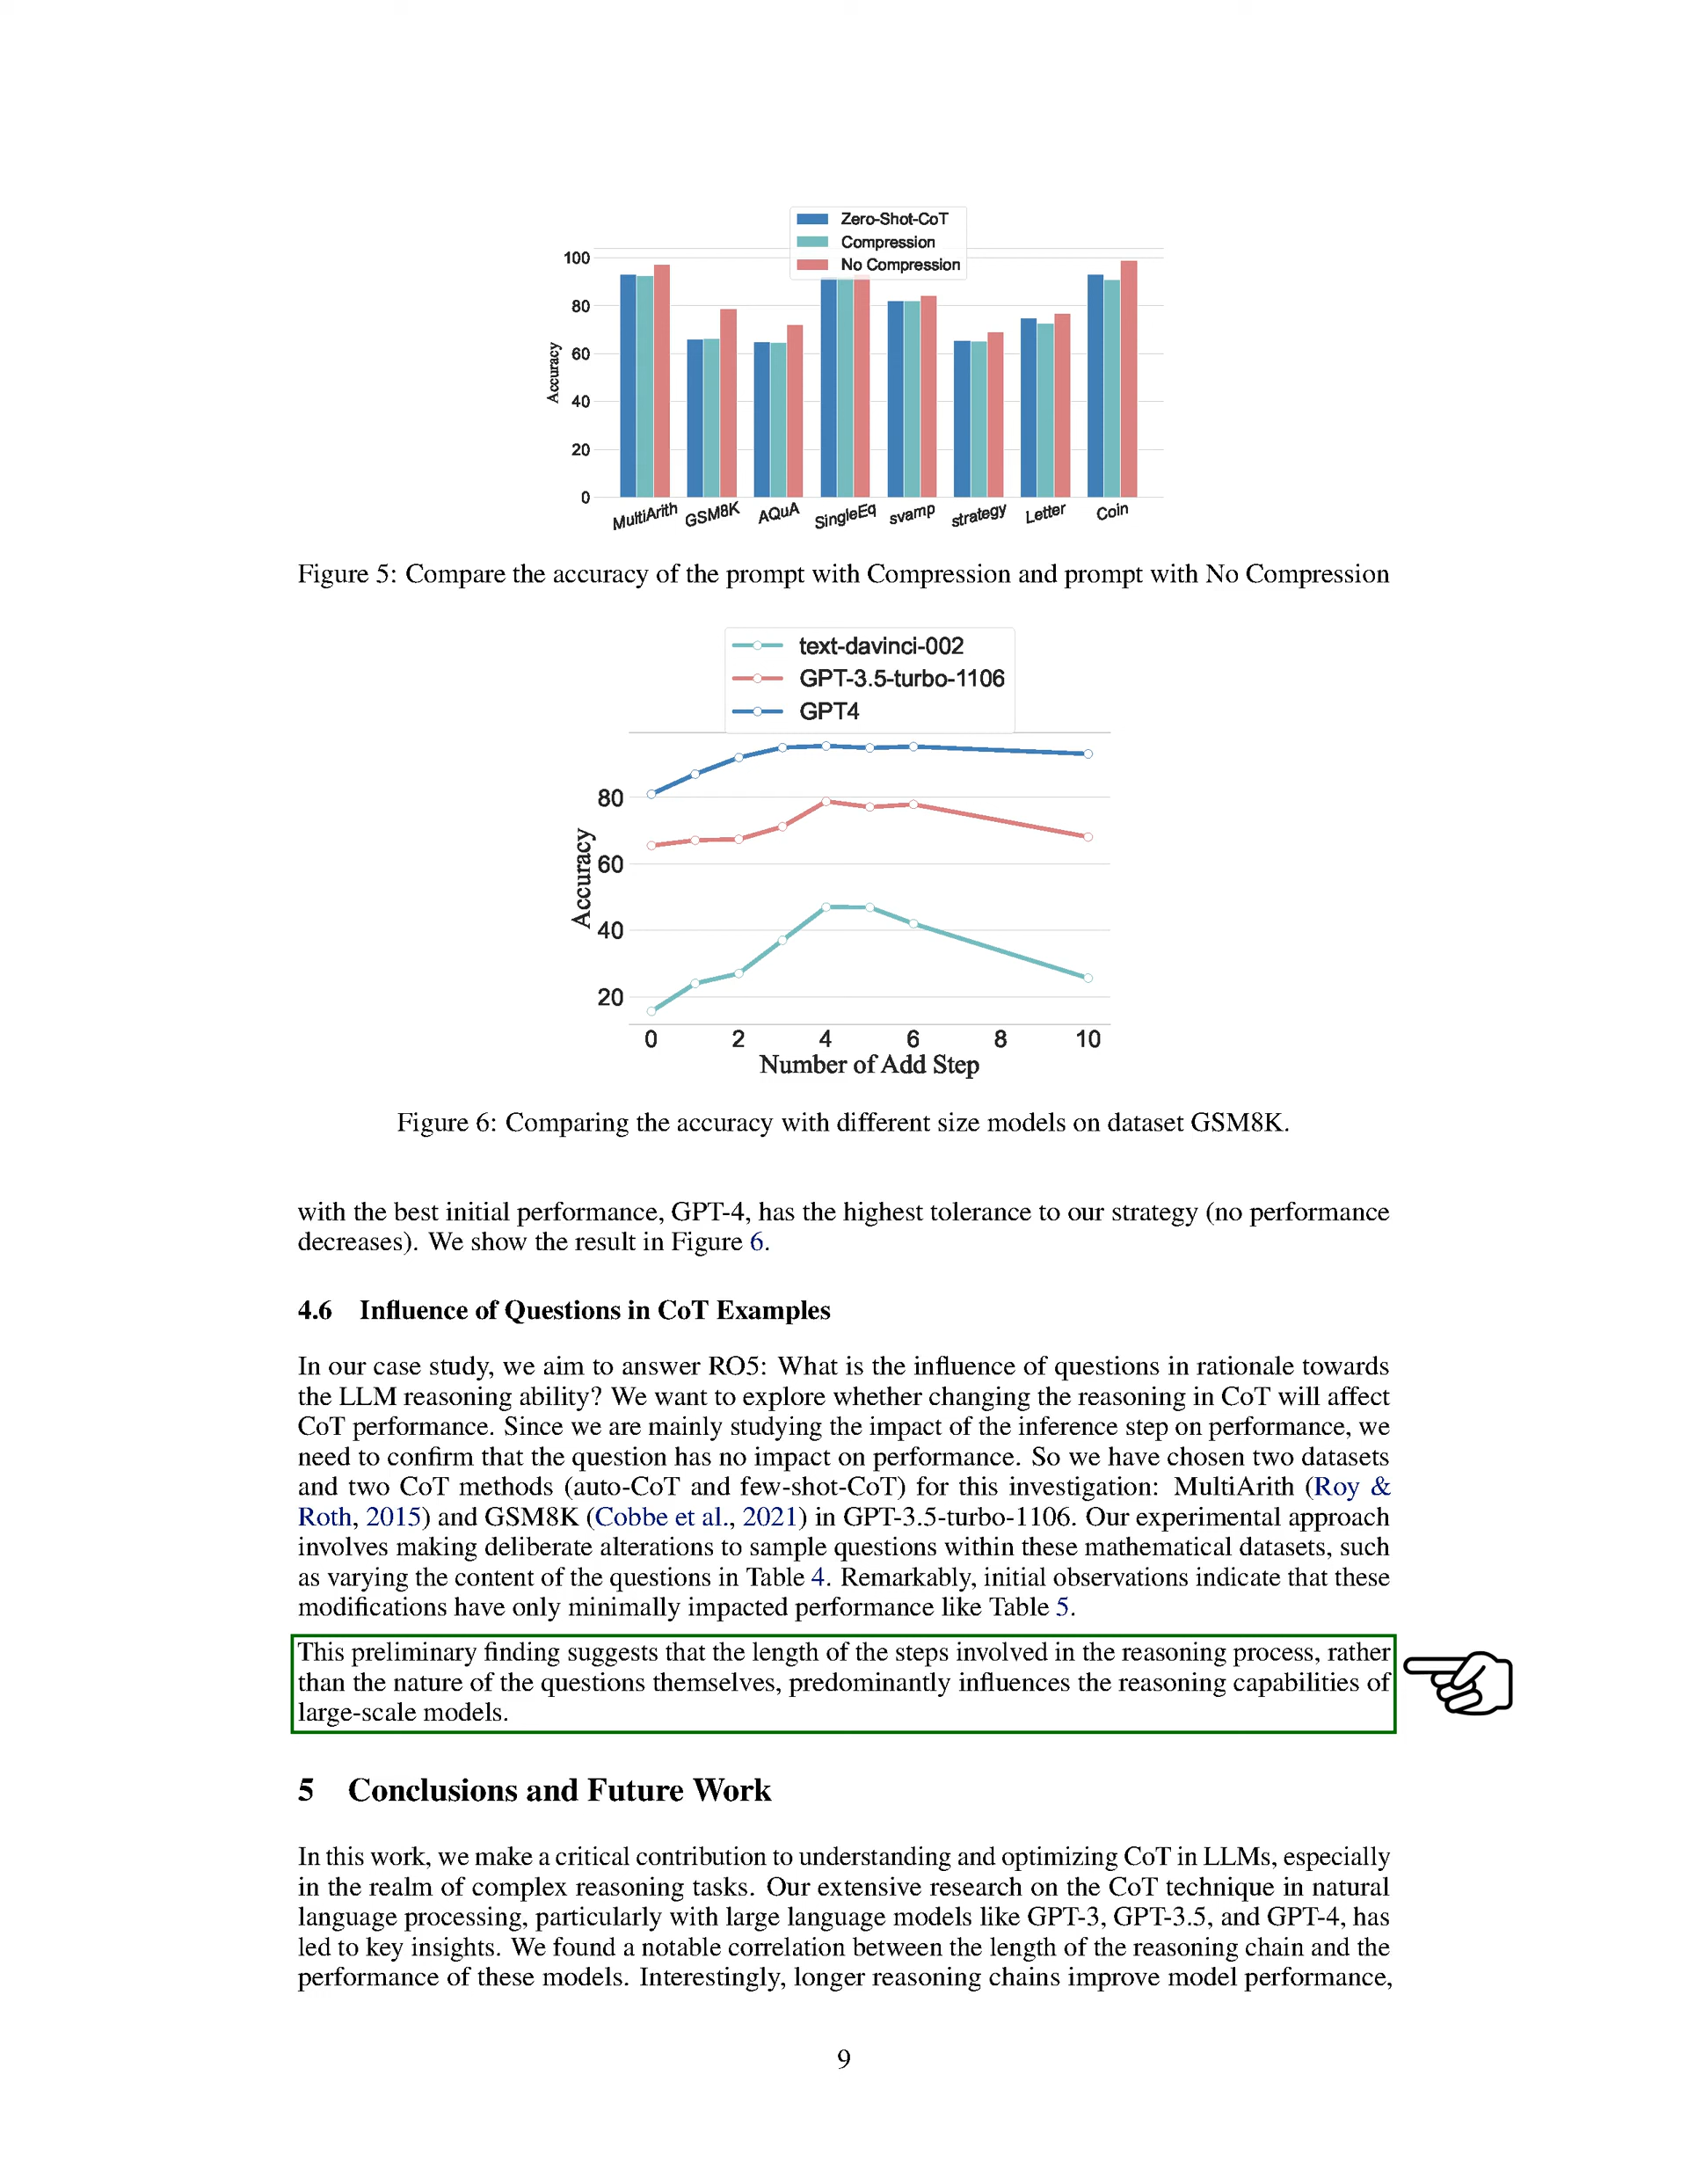 Zero-Shot-CoT
Compression
No Compression
100
80
60
40
20
0
Accuracy
MultiArith GSM8K AQuA SingleEq svamp strategy Letter Coin
Figure 5: Compare the accuracy of the prompt with Compression and prompt with No Compression
text-davinci-002
GPT-3.5-turbo-1106
GPT4
80
60
40
20
Accuracy
0 2 4 6 8 10
Number of Add Step
Figure 6: Comparing the accuracy with different size models on dataset GSM8K.
with the best initial performance, GPT-4, has the highest tolerance to our strategy (no performance
decreases). We show the result in Figure 6.
4.6 Influence of Questions in CoT Examples
In our case study, we aim to answer RO5: What is the influence of questions in rationale towards
the LLM reasoning ability? We want to explore whether changing the reasoning in CoT will affect
CoT performance. Since we are mainly studying the impact of the inference step on performance, we
need to confirm that the question has no impact on performance. So we have chosen two datasets
and two CoT methods (auto-CoT and few-shot-CoT) for this investigation: MultiArith (Roy &
Roth, 2015) and GSM8K (Cobbe et al., 2021) in GPT-3.5-turbo-1106. Our experimental approach
involves making deliberate alterations to sample questions within these mathematical datasets, such
as varying the content of the questions in Table 4. Remarkably, initial observations indicate that these
modifications have only minimally impacted performance like Table 5.
This preliminary finding suggests that the length of the steps involved in the reasoning process, rather
than the nature of the questions themselves, predominantly influences the reasoning capabilities of
large-scale models.
5 Conclusions and Future Work
In this work, we make a critical contribution to understanding and optimizing CoT in LLMs, especially
in the realm of complex reasoning tasks. Our extensive research on the CoT technique in natural
language processing, particularly with large language models like GPT-3, GPT-3.5, and GPT-4, has
led to key insights. We found a notable correlation between the length of the reasoning chain and the
performance of these models. Interestingly, longer reasoning chains improve model performance,
9